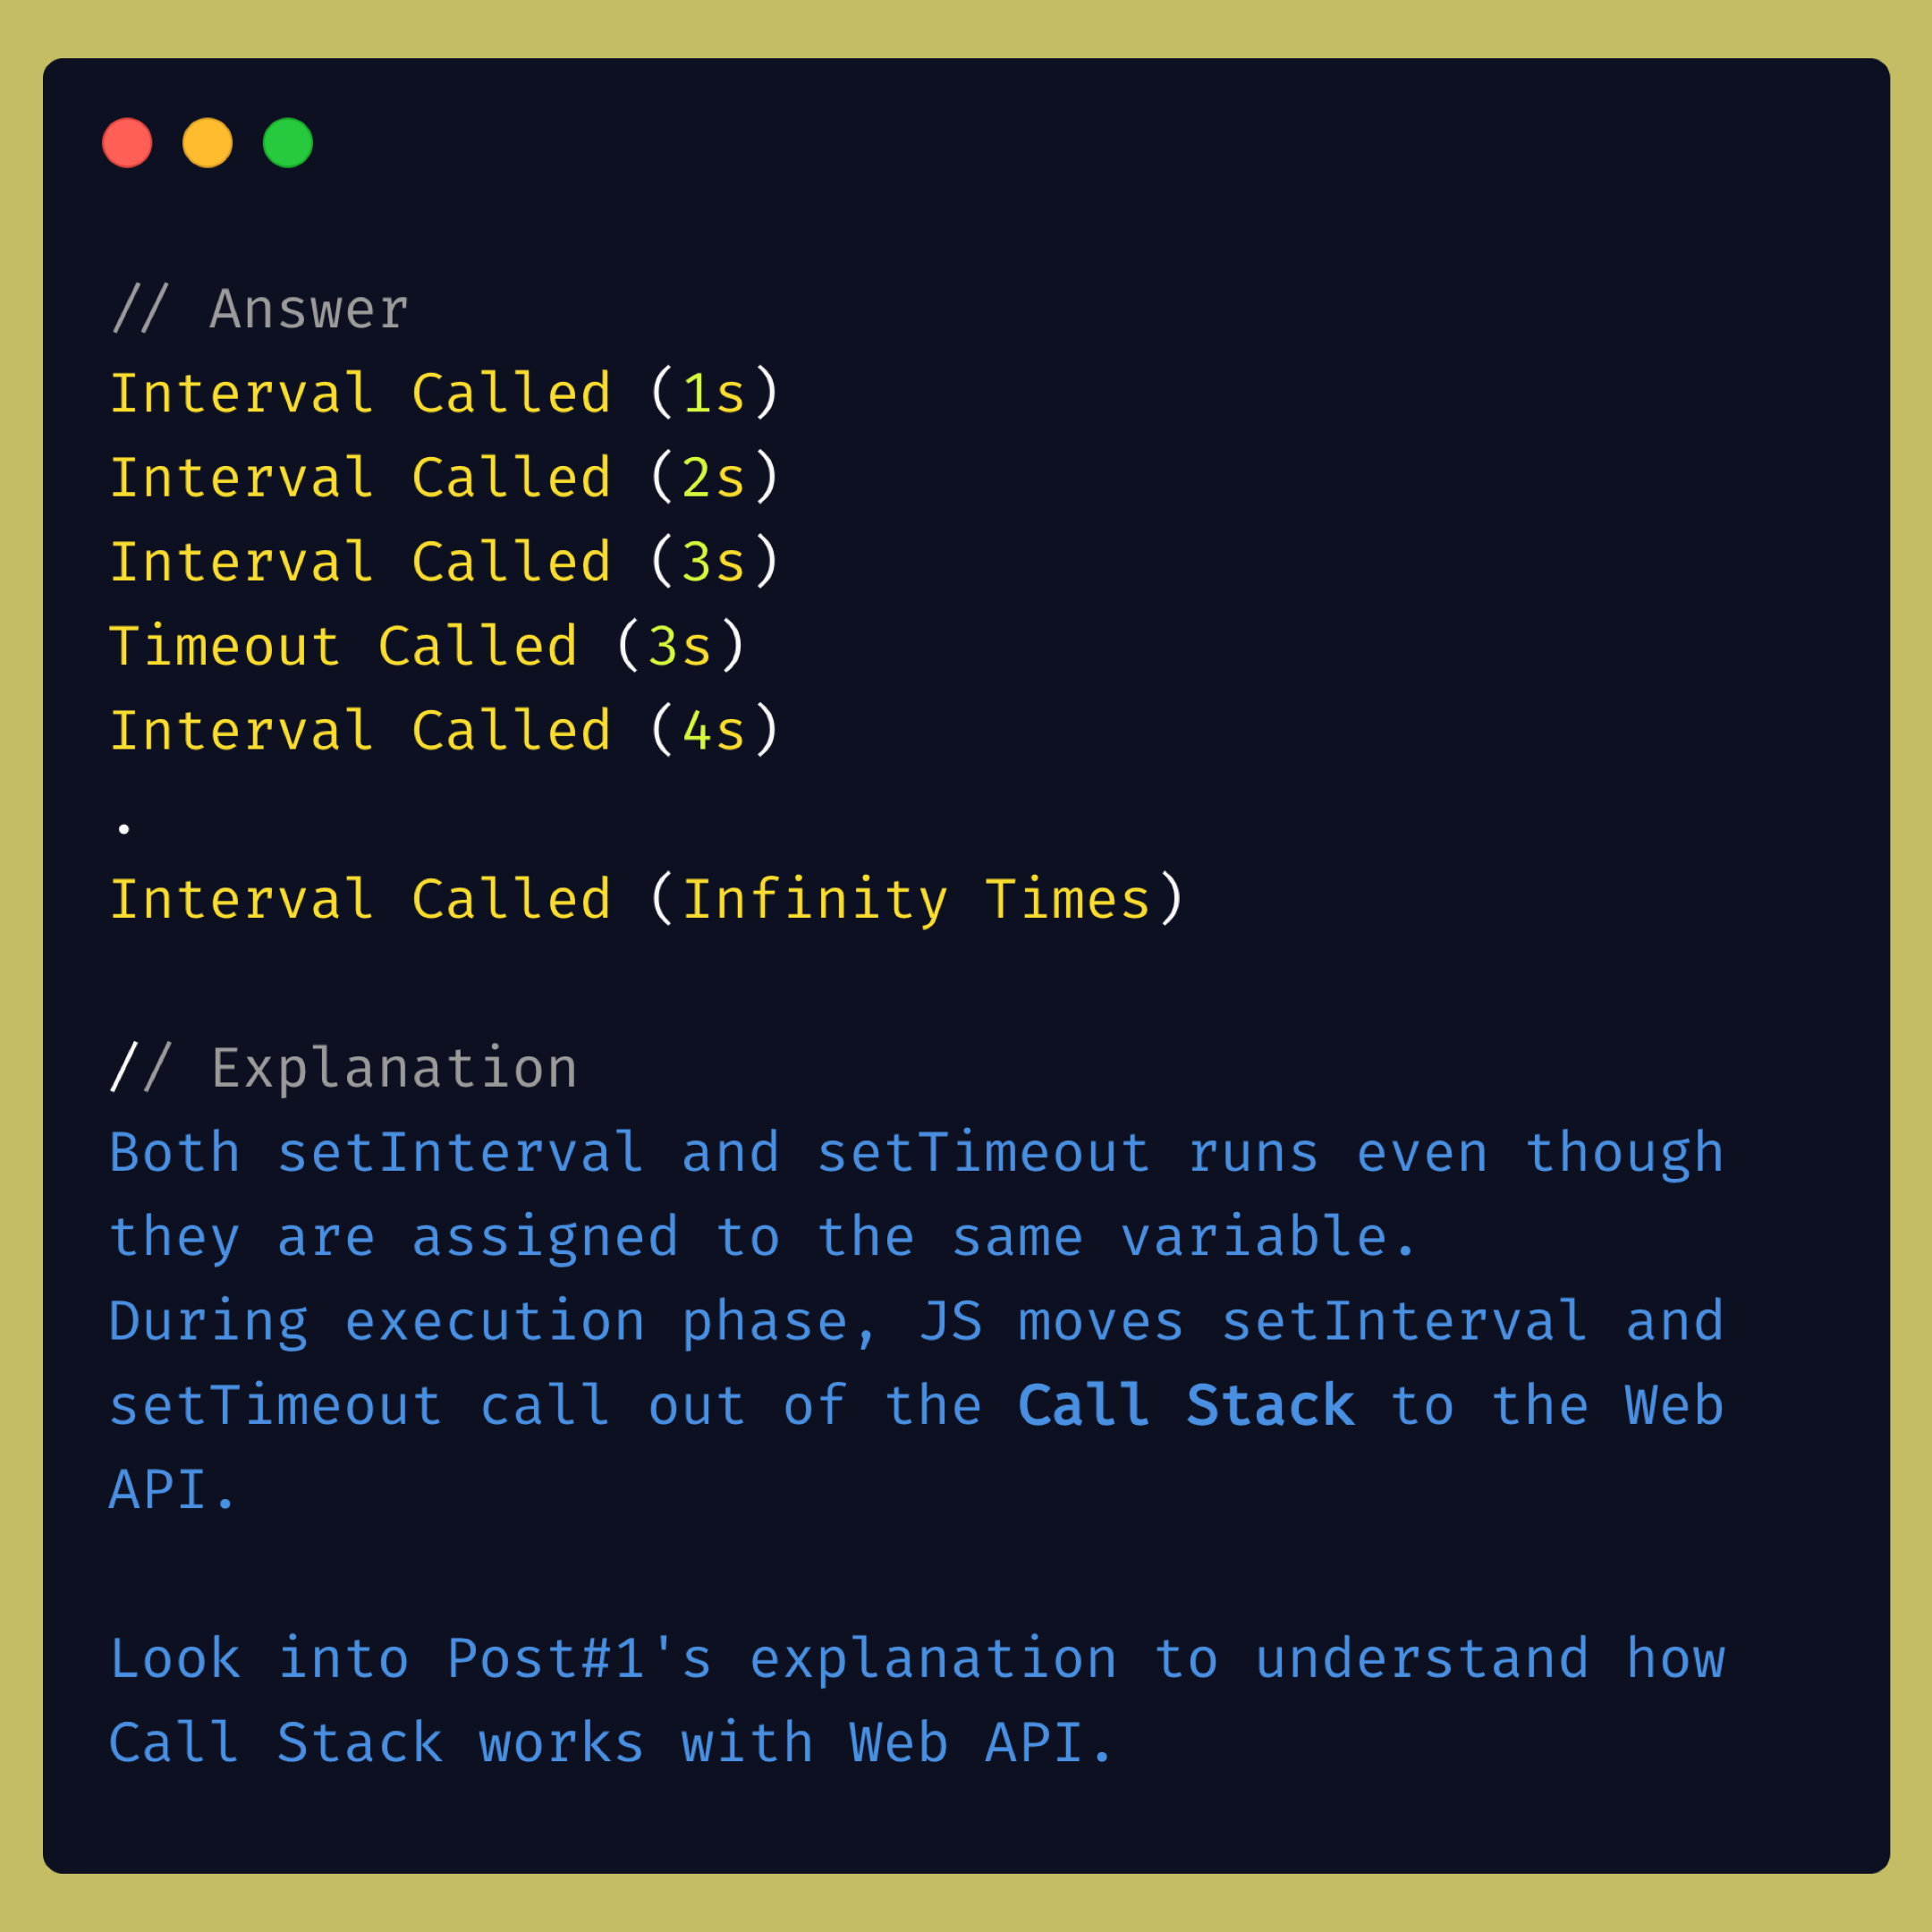 // Answer
Interval Called (1s)
Interval Called (2s)
Interval Called (3s)
Timeout Called (3s)
Interval Called (4s)
.
Interval Called (Infinity Times)
// Explanation
Both setInterval and setTimeout runs even though
they are assigned to the same variable.
During execution phase, JS moves setInterval and
setTimeout call out of the Call Stack to the Web
API.
Look into Post#1's explanation to understand how
Call Stack works with Web API.